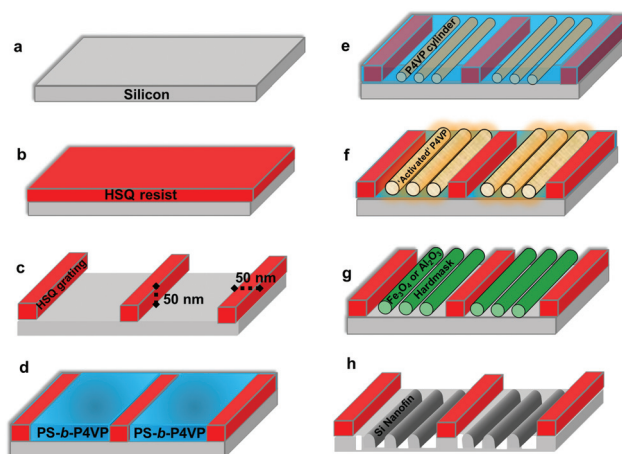 a
Silicon
b
HSQ resist
c
HSQ grating
50 nm
50 nm
d
PS-b-P4VP
PS-b-P4VP
e
P4VP cylinder
f
'Activated' P4VP
g
Fe₃O₄ or Al₂O₃
Hardmask
h
Si Nanofin